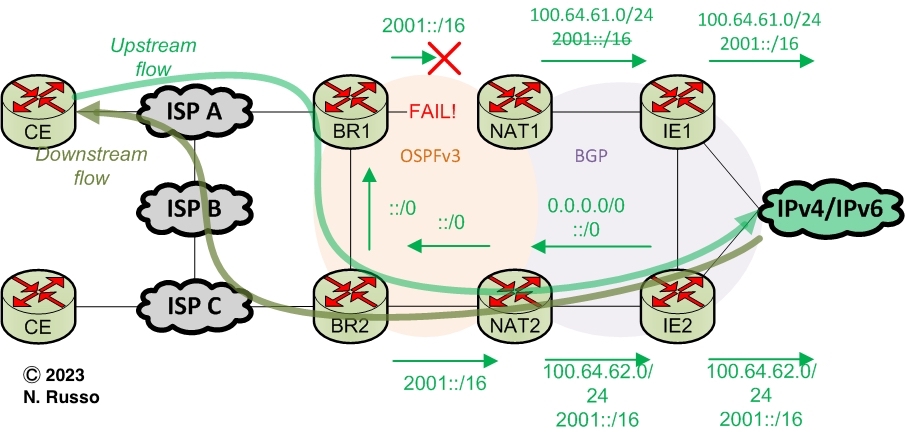 2001::/16
100.64.61.0/24
2001::/16
100.64.61.0/24
2001::/16
Upstream
flow
CE
ISP A
BR1
FAIL!
NAT1
IE1
Downstream
flow
OSPFv3
BGP
ISP B
::/0
::/0
0.0.0.0/0
::/0
IPv4/IPv6
CE
ISP C
BR2
NAT2
IE2
2001::/16
100.64.62.0/
24
2001::/16
100.64.62.0/
24
2001::/16
© 2023
N. Russo